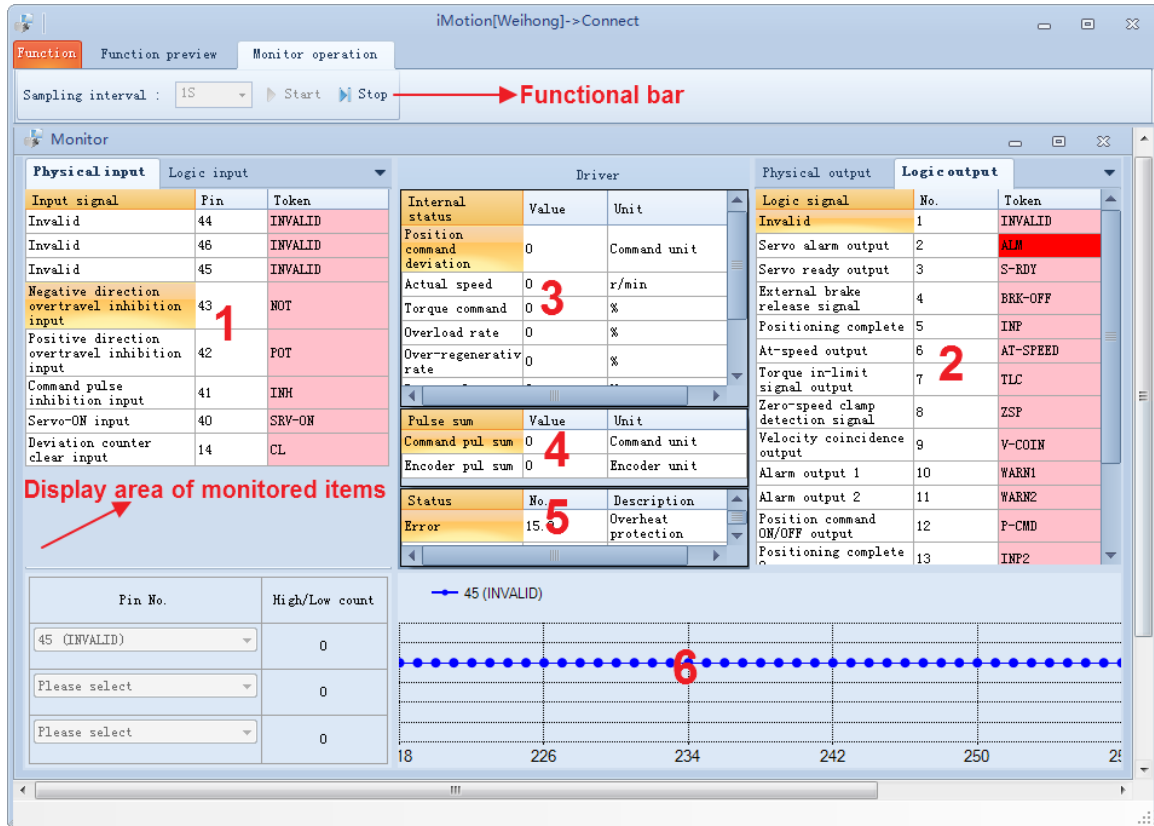 iMotion[Weihong]->Connect
Function Function preview Monitor operation
Sampling interval : 1S Start Stop Functional bar
Monitor
Physical input Logic input
Input signal Pin Token
Invalid 44 INVALID
Invalid 46 INVALID
Invalid 45 INVALID
Negative direction
overtravel inhibition
input
43 NOT
1
Positive direction
overtravel inhibition
input
42 POT
Command pulse
inhibition input
41 INH
Servo-ON input 40 SRV-ON
Deviation counter
clear input
14 CL
Display area of monitored items
Driver
Internal
status
Value Unit
Position
command
deviation
0 Command unit
Actual speed 0 r/min
3
Torque command 0 %
Overload rate 0 %
Over-regenerativ
rate
0 %
Pulse sum Value Unit
Command pul sum 0 Command unit
4
Encoder pul sum 0 Encoder unit
Status No. Description
5
Error 15. Overheat
protection
Physical output Logic output
Logic signal No. Token
Invalid 1 INVALID
Servo alarm output 2 ALM
Servo ready output 3 S-RDY
External brake
release signal
4 BRK-OFF
Positioning complete 5 INP
At-speed output 6 AT-SPEED
2
Torque in-limit
signal output
7 TLC
Zero-speed clamp
detection signal
8 ZSP
Velocity coincidence
output
9 V-COIN
Alarm output 1 10 WARN1
Alarm output 2 11 WARN2
Position command
ON/OFF output
12 P-CMD
Positioning complete
13 INP2
Pin No. High/Low count
45 (INVALID) 0
Please select 0
Please select 0
45 (INVALID)
6
18 226 234 242 250 25